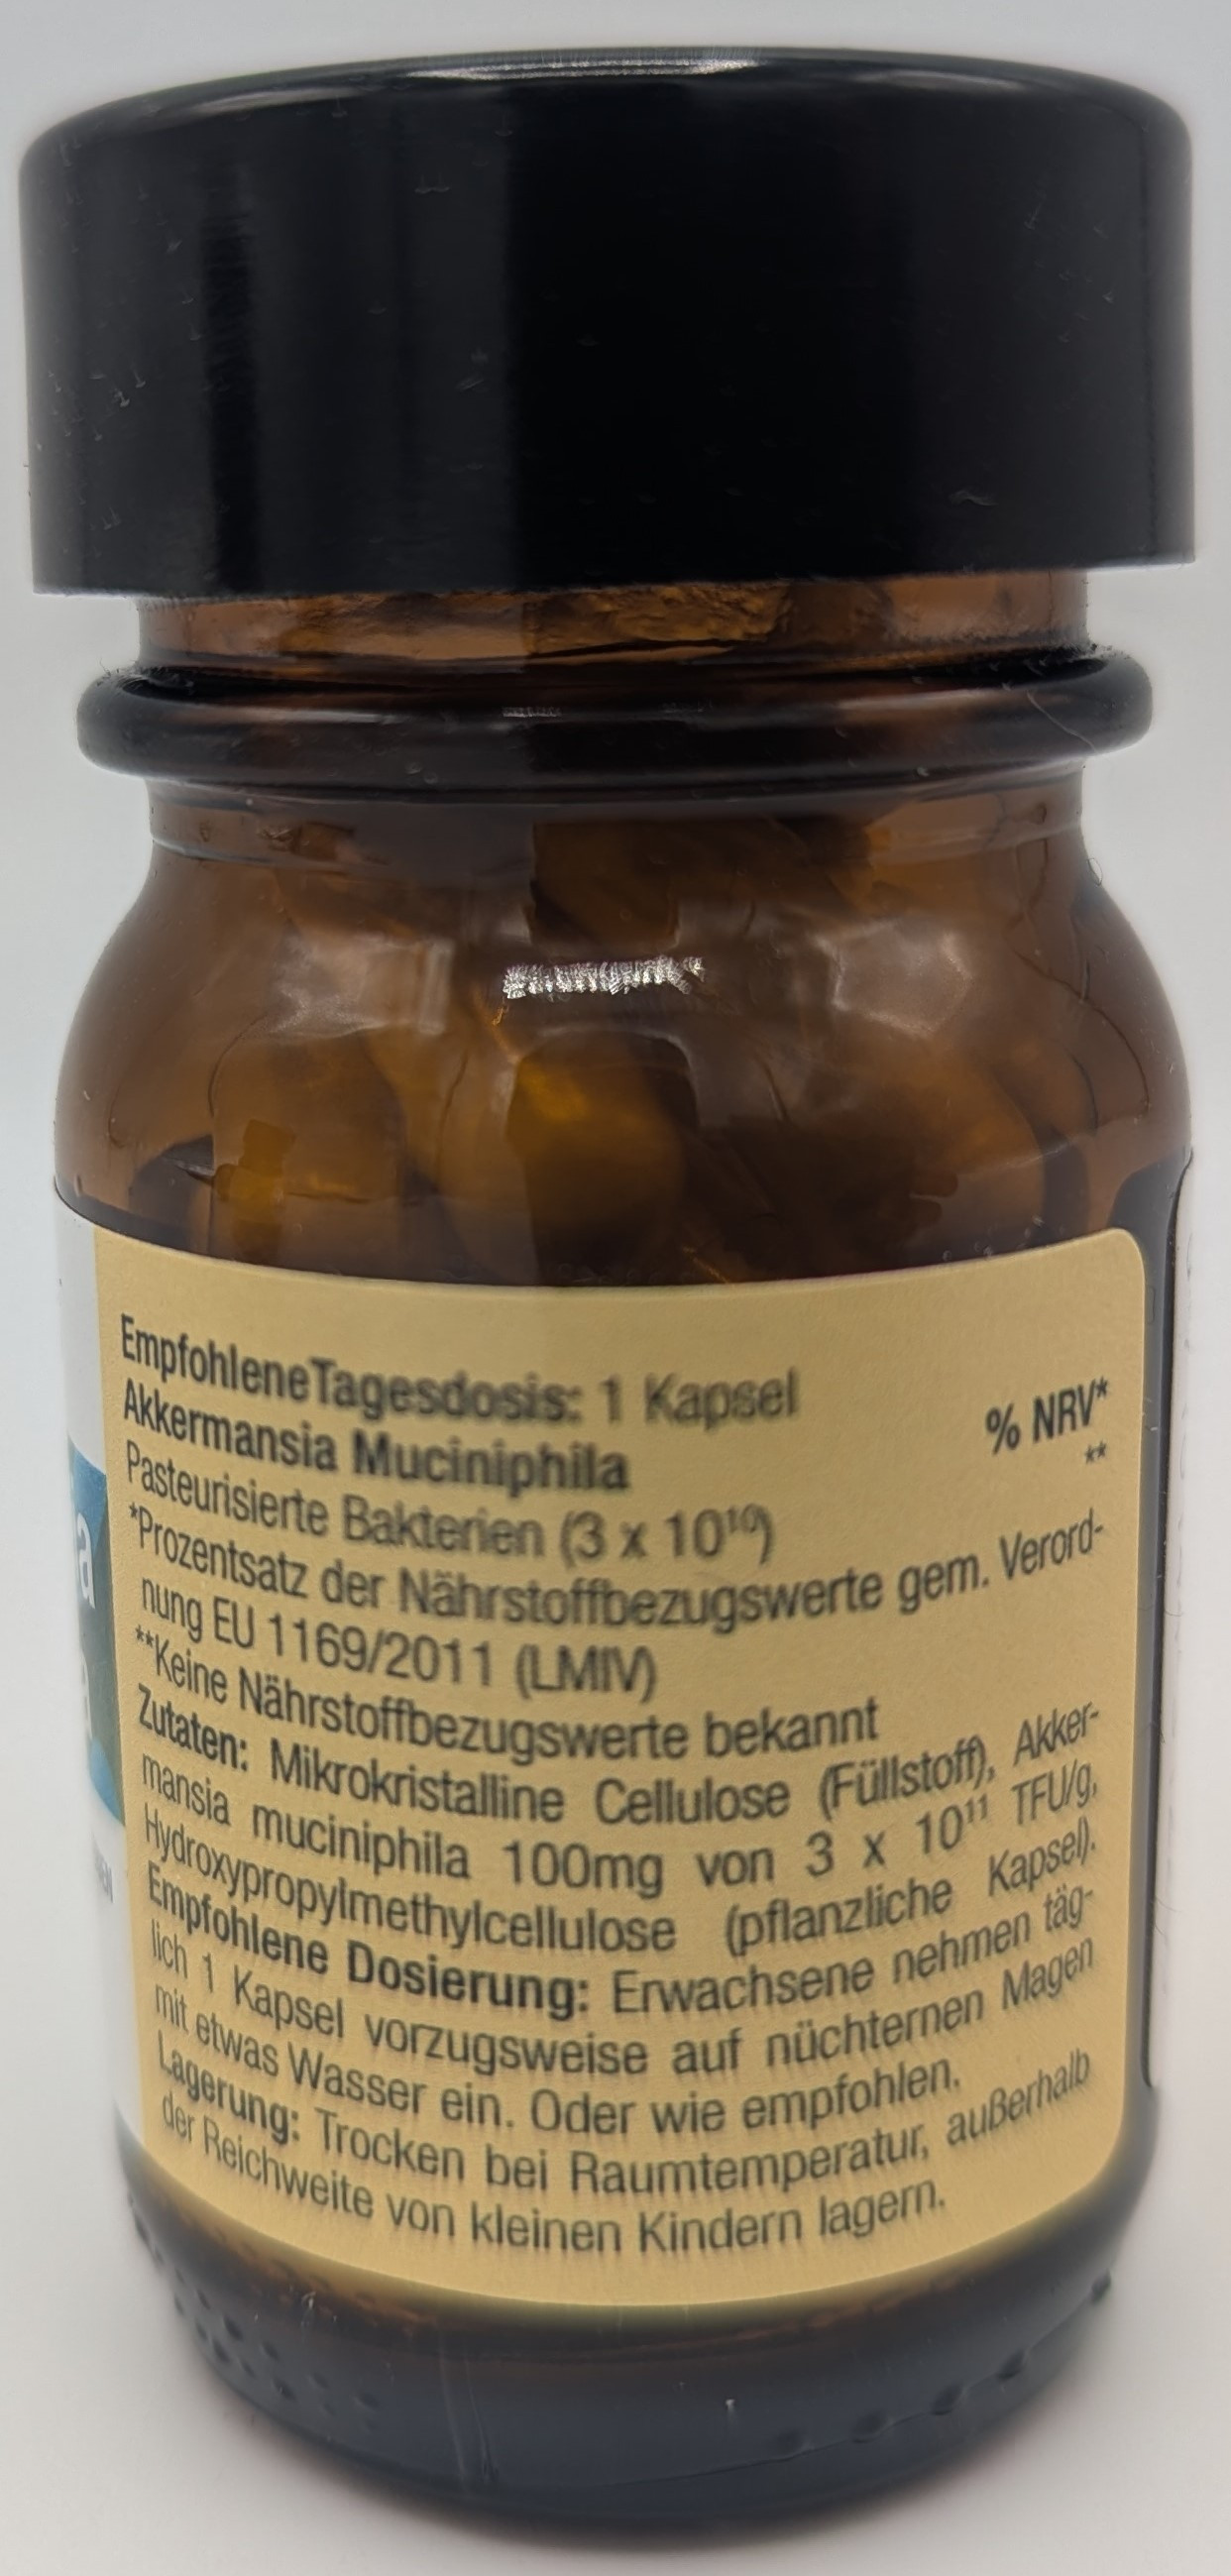 Empfohlene Tagesdosis: 1 Kapsel
% NRV*
Akkermansia Muciniphila
**
Pasteurisierte Bakterien (3 x 10¹⁰)
*Prozentsatz der Nährstoffbezugswerte gem. Verord-
nung EU 1169/2011 (LMIV)
**Keine Nährstoffbezugswerte bekannt
Zutaten: Mikrokristalline Cellulose (Füllstoff), Akker-
mansia muciniphila 100mg von 3 x 10¹¹ TFU/g,
Hydroxypropylmethylcellulose (pflanzliche Kapsel).
Empfohlene Dosierung: Erwachsene nehmen täg-
lich 1 Kapsel vorzugsweise auf nüchternen Magen
mit etwas Wasser ein. Oder wie empfohlen.
Lagerung: Trocken bei Raumtemperatur, außerhalb
der Reichweite von kleinen Kindern lagern.